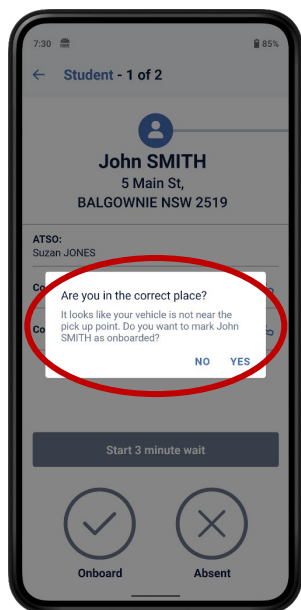 7:30 85%
Student - 1 of 2
John SMITH
5 Main St,
BALGOWNIE NSW 2519
ATSO:
Suzan JONES
Co
Are you in the correct place?
It looks like your vehicle is not near the
Co
pick up point. Do you want to mark John
SMITH as onboarded?
NO YES
Start 3 minute wait
Onboard Absent